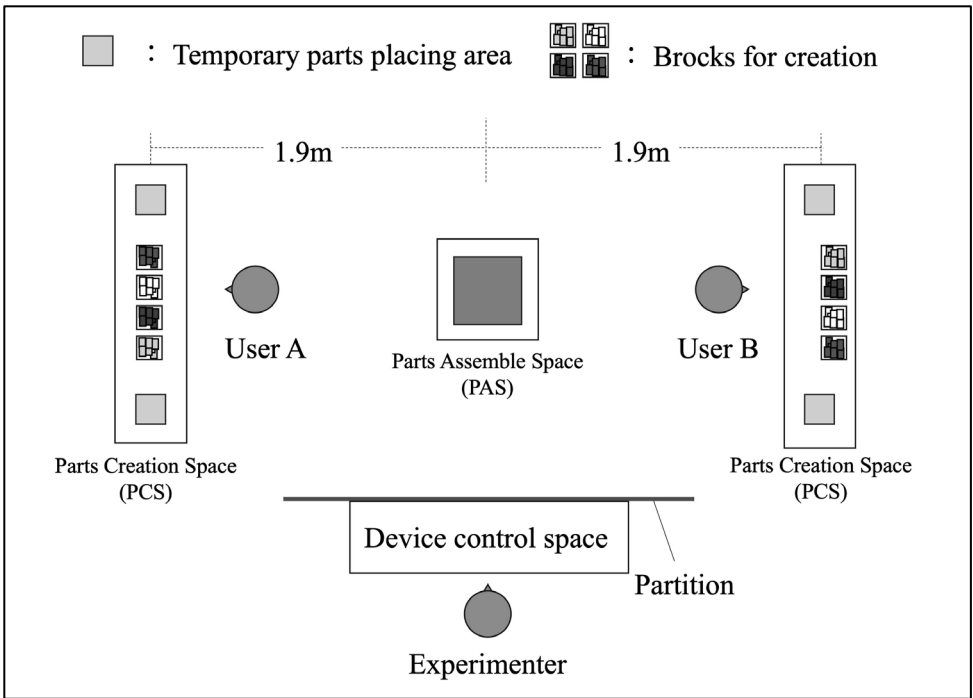 : Temporary parts placing area
: Brocks for creation
1.9m
1.9m
User A
User B
Parts Assemble Space
(PAS)
Parts Creation Space
(PCS)
Parts Creation Space
(PCS)
Device control space
Partition
Experimenter